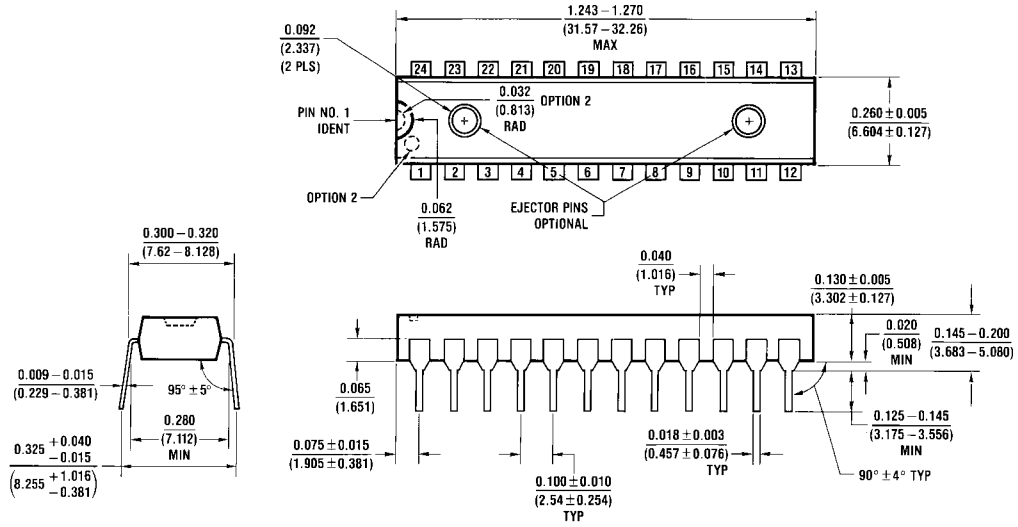 1.243 – 1.270
(31.57 – 32.26)
MAX
0.092
(2.337)
(2 PLS)
24 23 22 21 20 19 18 17 16 15 14 13
0.032
(0.813)
RAD
OPTION 2
PIN NO. 1
IDENT
0.260 ± 0.005
(6.604 ± 0.127)
1 2 3 4 5 6 7 8 9 10 11 12
OPTION 2
0.062
(1.575)
RAD
EJECTOR PINS
OPTIONAL
0.300 – 0.320
(7.62 – 8.128)
0.040
(1.016)
TYP
0.130 ± 0.005
(3.302 ± 0.127)
0.020
(0.508)
MIN
0.145 – 0.200
(3.683 – 5.080)
0.009 – 0.015
(0.229 – 0.381)
95° ± 5°
0.065
(1.651)
0.280
(7.112)
MIN
0.125 – 0.145
(3.175 – 3.556)
MIN
0.325 + 0.040
– 0.015
(8.255 + 1.016
– 0.381)
0.075 ± 0.015
(1.905 ± 0.381)
0.018 ± 0.003
(0.457 ± 0.076)
TYP
90° ± 4° TYP
0.100 ± 0.010
(2.54 ± 0.254)
TYP